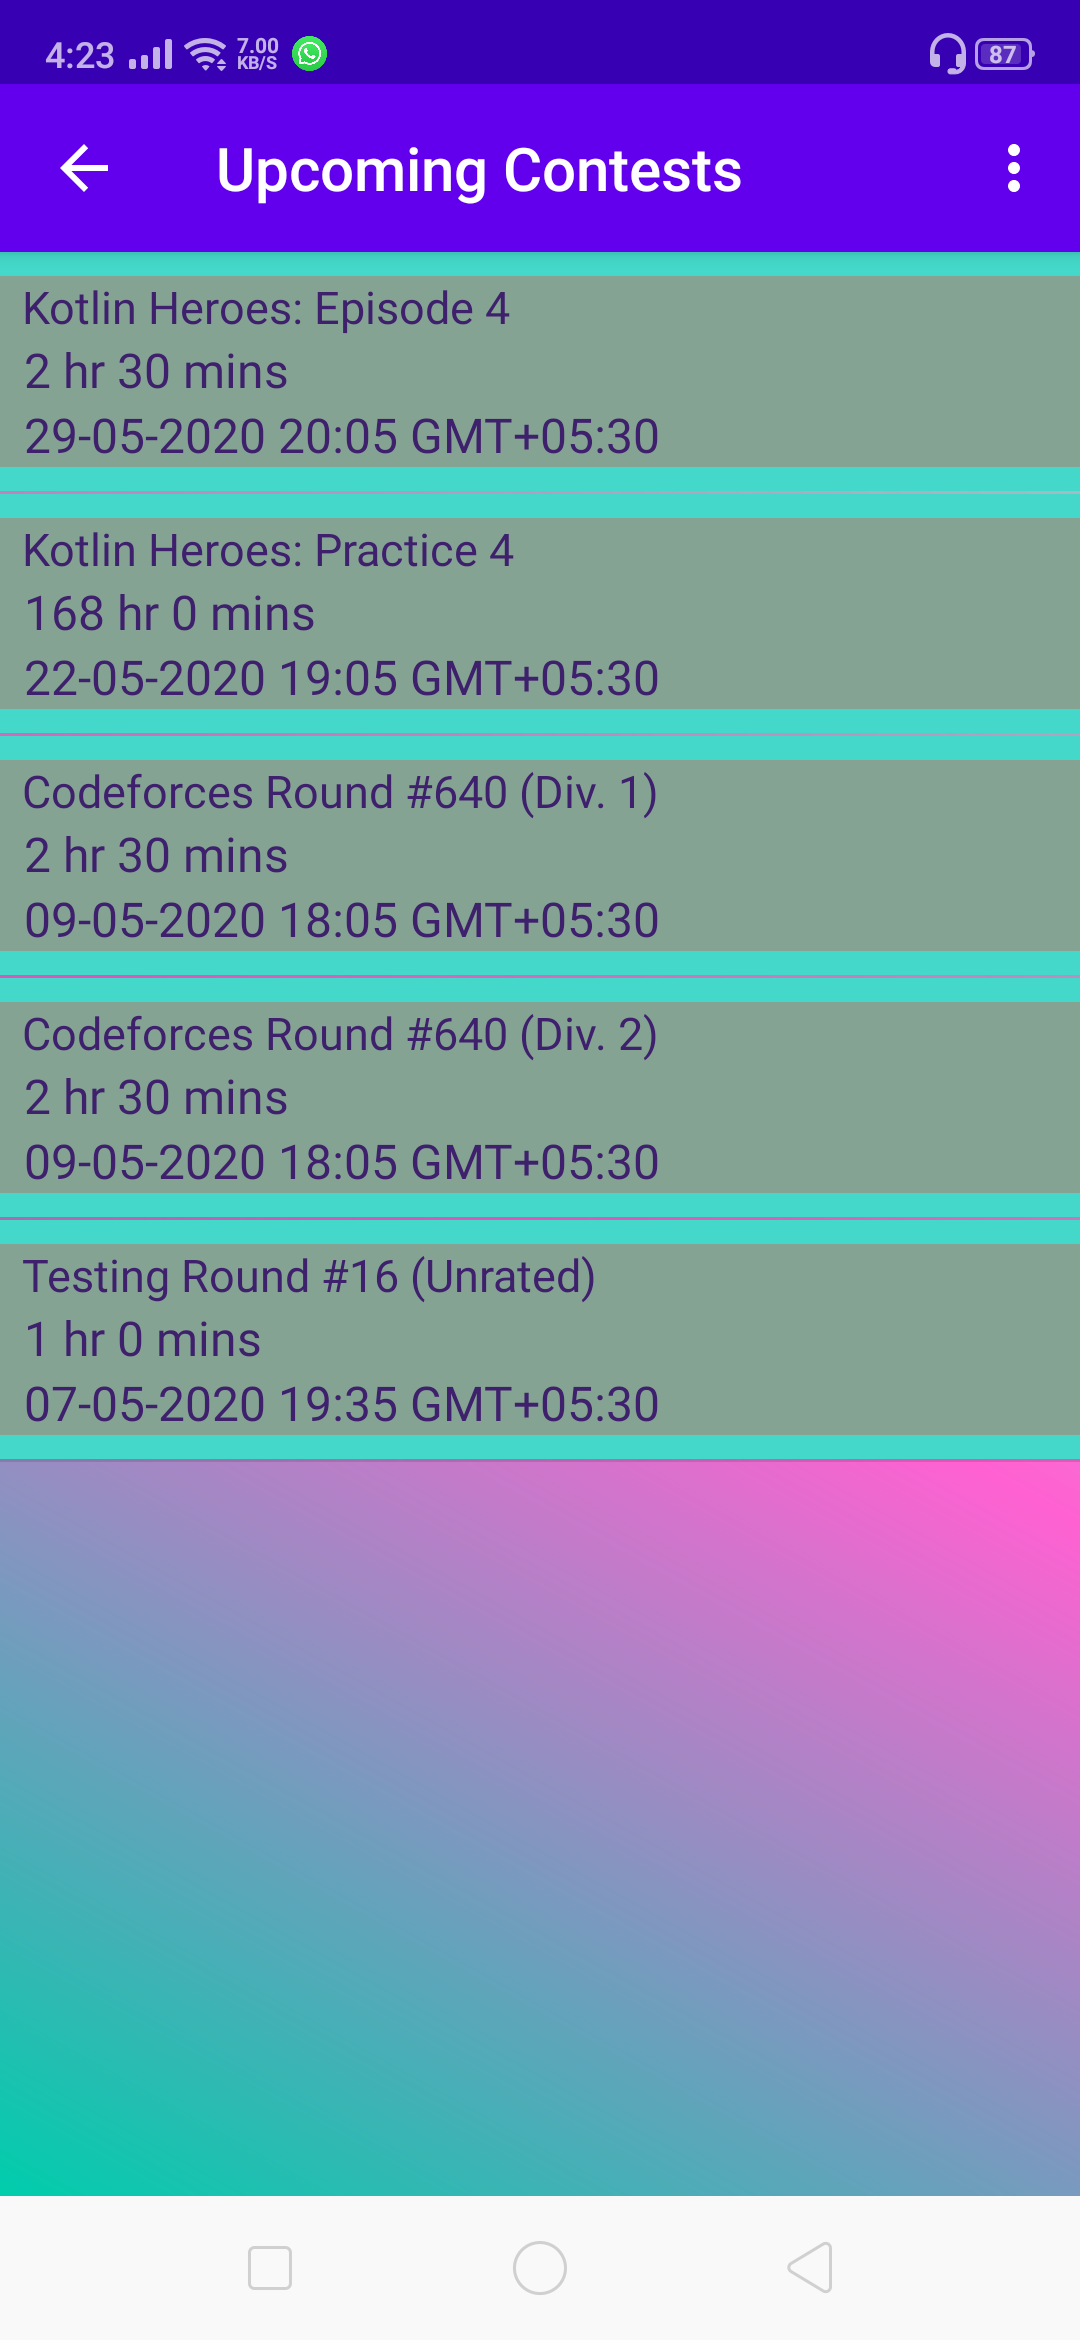 4:23 7.00 KB/S 87
Upcoming Contests
Kotlin Heroes: Episode 4
2 hr 30 mins
29-05-2020 20:05 GMT+05:30
Kotlin Heroes: Practice 4
168 hr 0 mins
22-05-2020 19:05 GMT+05:30
Codeforces Round #640 (Div. 1)
2 hr 30 mins
09-05-2020 18:05 GMT+05:30
Codeforces Round #640 (Div. 2)
2 hr 30 mins
09-05-2020 18:05 GMT+05:30
Testing Round #16 (Unrated)
1 hr 0 mins
07-05-2020 19:35 GMT+05:30